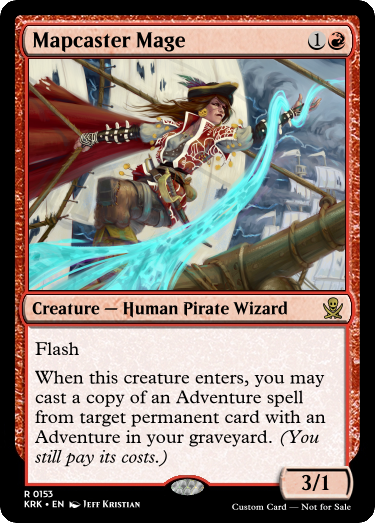 Mapcaster Mage 1
Creature — Human Pirate Wizard
Flash
When this creature enters, you may
cast a copy of an Adventure spell
from target permanent card with an
Adventure in your graveyard. (You
still pay its costs.)
3/1
R 0153
KRK • EN Jeff Kristian
Custom Card — Not for Sale